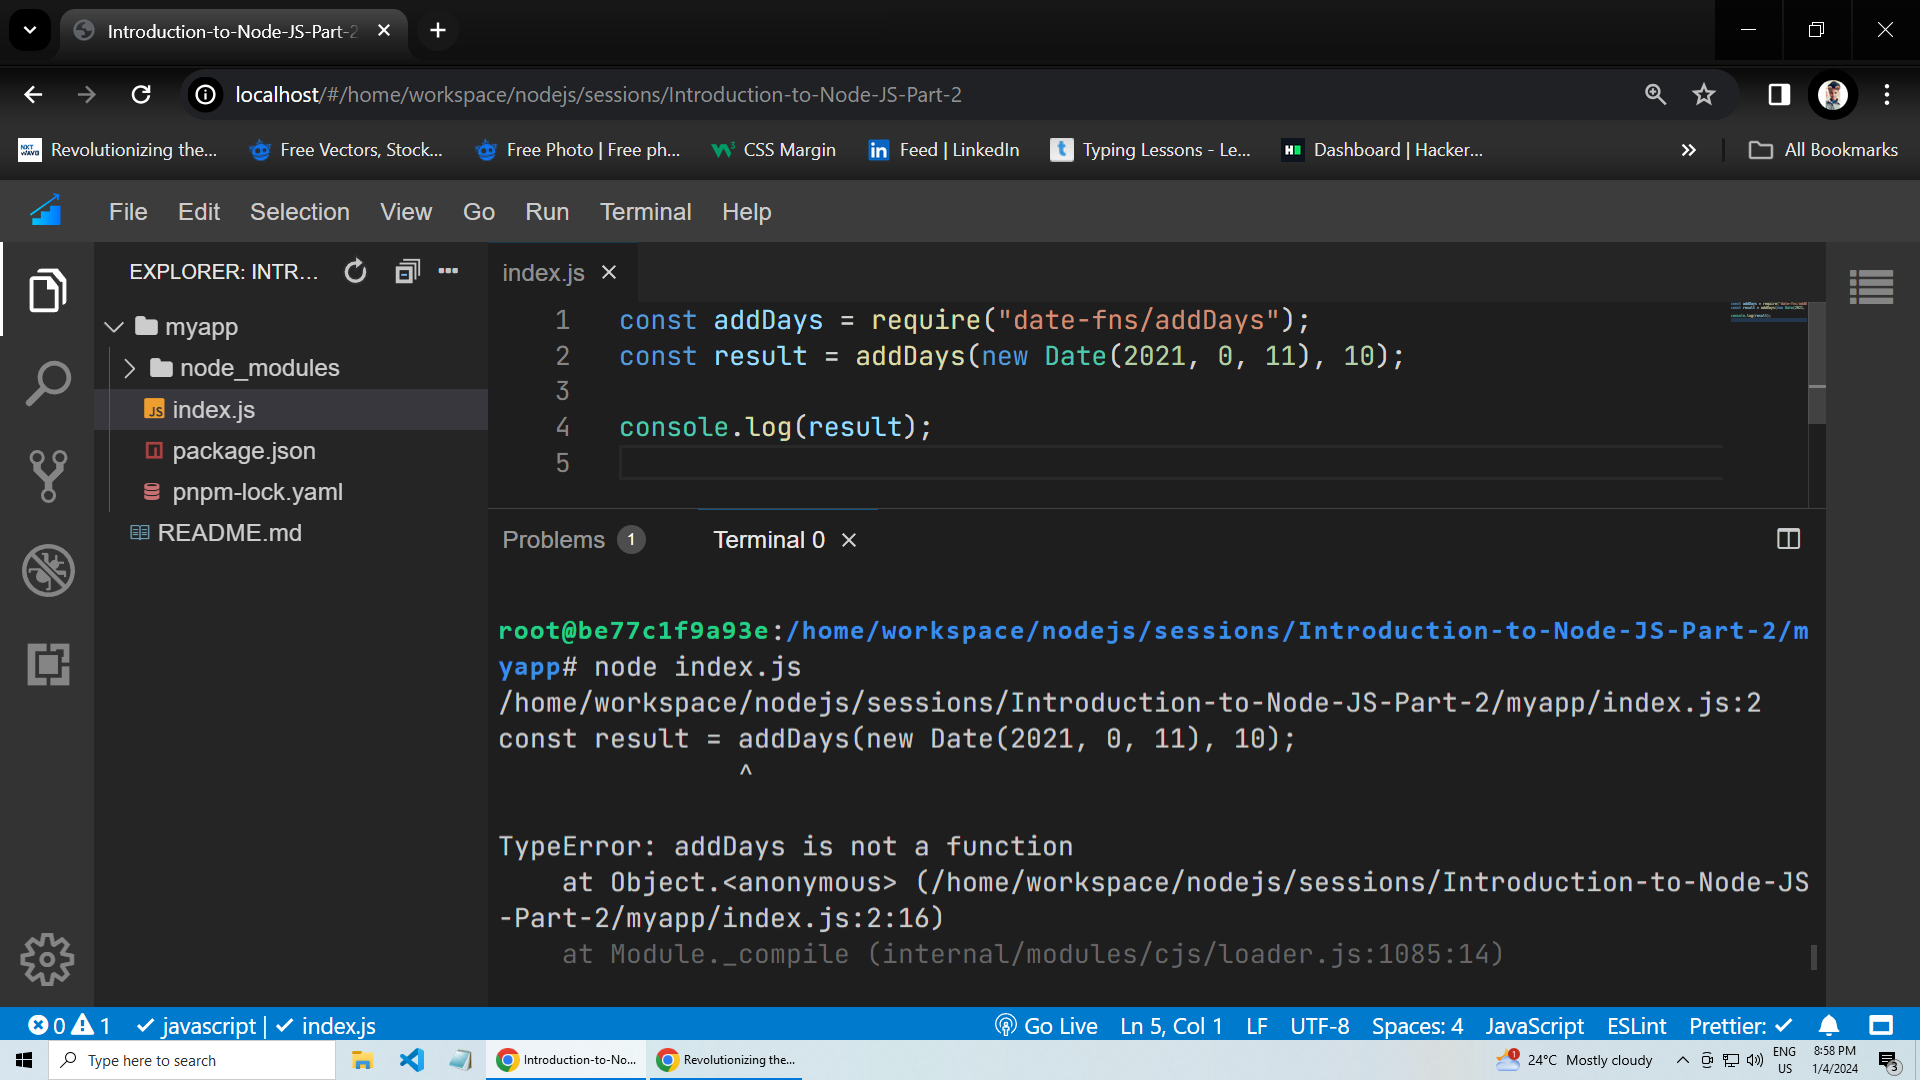 Introduction-to-Node-JS-Part-2
localhost/#/home/workspace/nodejs/sessions/Introduction-to-Node-JS-Part-2
NXT WAVE Revolutionizing the... Free Vectors, Stock... Free Photo | Free ph... W3 CSS Margin in Feed | LinkedIn t Typing Lessons - Le... H Dashboard | Hacker... » All Bookmarks
File Edit Selection View Go Run Terminal Help
EXPLORER: INTR...
myapp
node_modules
JS index.js
package.json
pnpm-lock.yaml
README.md
index.js
1 const addDays = require("date-fns/addDays");
2 const result = addDays(new Date(2021, 0, 11), 10);
3
4 console.log(result);
5
Problems 1 Terminal 0
root@be77c1f9a93e:/home/workspace/nodejs/sessions/Introduction-to-Node-JS-Part-2/m
yapp# node index.js
/home/workspace/nodejs/sessions/Introduction-to-Node-JS-Part-2/myapp/index.js:2
const result = addDays(new Date(2021, 0, 11), 10);
^
TypeError: addDays is not a function
at Object.<anonymous> (/home/workspace/nodejs/sessions/Introduction-to-Node-JS
-Part-2/myapp/index.js:2:16)
at Module._compile (internal/modules/cjs/loader.js:1085:14)
0 1 javascript | index.js Go Live Ln 5, Col 1 LF UTF-8 Spaces: 4 JavaScript ESLint Prettier:
Type here to search Introduction-to-No... Revolutionizing the... 1 24°C Mostly cloudy ENG US 8:58 PM 1/4/2024 3